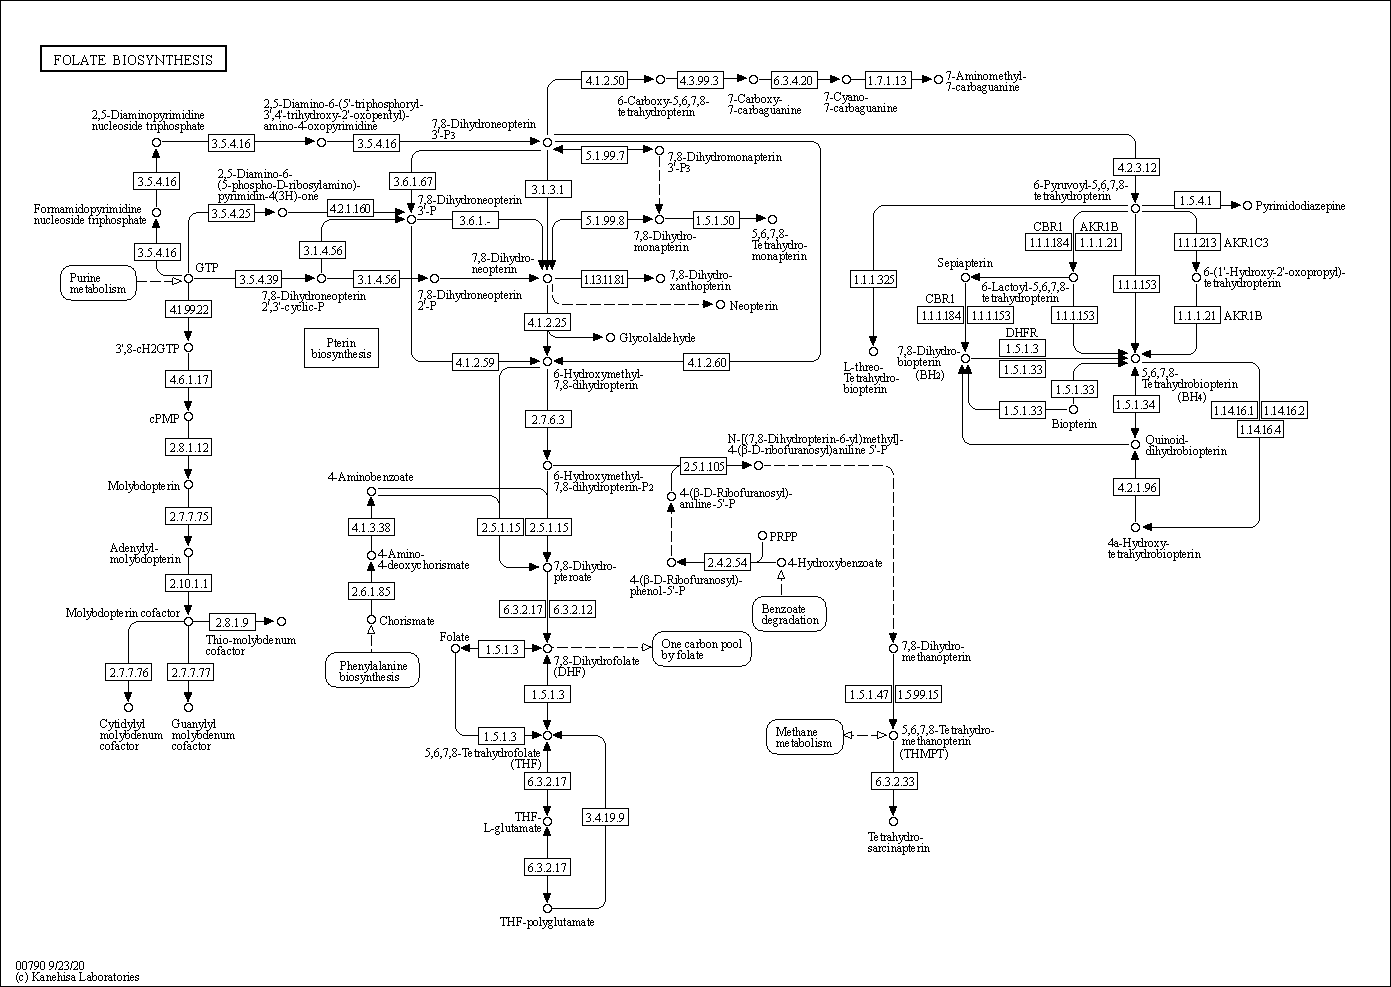 FOLATE BIOSYNTHESIS
4.1.2.50
4.3.99.3
6.3.4.20
1.7.1.13
7-Aminomethyl-
7-carbaguanine
6-Carboxy-5,6,7,8-
tetrahydropterin
7-Carboxy-
7-carbaguanine
7-Cyano-
7-carbaguanine
2,5-Diaminopyrimidine
nucleoside triphosphate
2,5-Diamino-6-(5'-triphosphoryl-
3',4'-trihydroxy-2'-oxopentyl)-
amino-4-oxopyrimidine
7,8-Dihydroneopterin
3'-P3
3.5.4.16
3.5.4.16
5.1.99.7
7,8-Dihydromonapterin
3'-P3
4.2.3.12
3.5.4.16
2,5-Diamino-6-
(5-phospho-D-ribosylamino)-
pyrimidin-4(3H)-one
3.6.1.67
3.1.3.1
6-Pyruvoyl-5,6,7,8-
tetrahydropterin
1.5.4.1
Pyrimidodiazepine
Formamidopyrimidine
nucleoside triphosphate
3.5.4.25
4.2.1.160
7,8-Dihydroneopterin
3'-P
3.6.1.-
5.1.99.8
1.5.1.50
7,8-Dihydro-
monapterin
5,6,7,8-
Tetrahydro-
monapterin
CBR1
1.1.1.184
AKR1B
1.1.1.21
1.1.1.213
AKR1C3
3.5.4.16
3.1.4.56
GTP
Purine
metabolism
3.5.4.39
3.1.4.56
7,8-Dihydro-
neopterin
1.13.11.81
7,8-Dihydro-
xanthopterin
1.1.1.325
Sepiapterin
6-Lactoyl-5,6,7,8-
tetrahydropterin
1.1.1.153
6-(1'-Hydroxy-2'-oxopropyl)-
tetrahydropterin
7,8-Dihydroneopterin
2',3'-cyclic-P
7,8-Dihydroneopterin
2'-P
Neopterin
4.1.99.22
CBR1
1.1.1.184
1.1.1.153
1.1.1.153
1.1.1.21
AKR1B
4.1.2.25
Glycolaldehyde
Pterin
biosynthesis
3',8-cH2GTP
DHFR
1.5.1.3
1.5.1.33
4.1.2.59
4.1.2.60
7,8-Dihydro-
biopterin
(BH2)
L-threo-
Tetrahydro-
biopterin
6-Hydroxymethyl-
7,8-dihydropterin
5,6,7,8-
Tetrahydrobiopterin
(BH4)
4.6.1.17
1.5.1.33
1.5.1.33
1.5.1.34
1.14.16.1
1.14.16.2
1.14.16.4
Biopterin
cPMP
2.7.6.3
2.8.1.12
N-[(7,8-Dihydropterin-6-yl)methyl]-
4-(β-D-ribofuranosyl)aniline 5'-P
Quinoid-
dihydrobiopterin
2.5.1.105
6-Hydroxymethyl-
7,8-dihydropterin-P2
4-Aminobenzoate
Molybdopterin
4-(β-D-Ribofuranosyl)-
aniline-5'-P
4.2.1.96
2.7.7.75
4.1.3.38
2.5.1.15
2.5.1.15
PRPP
4a-Hydroxy-
tetrahydrobiopterin
Adenylyl-
molybdopterin
4-Amino-
4-deoxychorismate
7,8-Dihydro-
pteroate
2.4.2.54
4-Hydroxybenzoate
4-(β-D-Ribofuranosyl)-
phenol-5'-P
2.10.1.1
2.6.1.85
6.3.2.17
6.3.2.12
Benzoate
degradation
Molybdopterin cofactor
2.8.1.9
Thio-molybdenum
cofactor
Chorismate
Folate
1.5.1.3
7,8-Dihydrofolate
(DHF)
One carbon pool
by folate
7,8-Dihydro-
methanopterin
2.7.7.76
2.7.7.77
Phenylalanine
biosynthesis
1.5.1.3
1.5.1.47
1.5.99.15
Cytidylyl
molybdenum
cofactor
Guanylyl
molybdenum
cofactor
1.5.1.3
5,6,7,8-Tetrahydrofolate
(THF)
Methane
metabolism
5,6,7,8-Tetrahydro-
methanopterin
(THMPT)
6.3.2.17
6.3.2.33
THF-
L-glutamate
3.4.19.9
Tetrahydro-
sarcinapterin
6.3.2.17
THF-polyglutamate
00790 9/23/20
(c) Kanehisa Laboratories